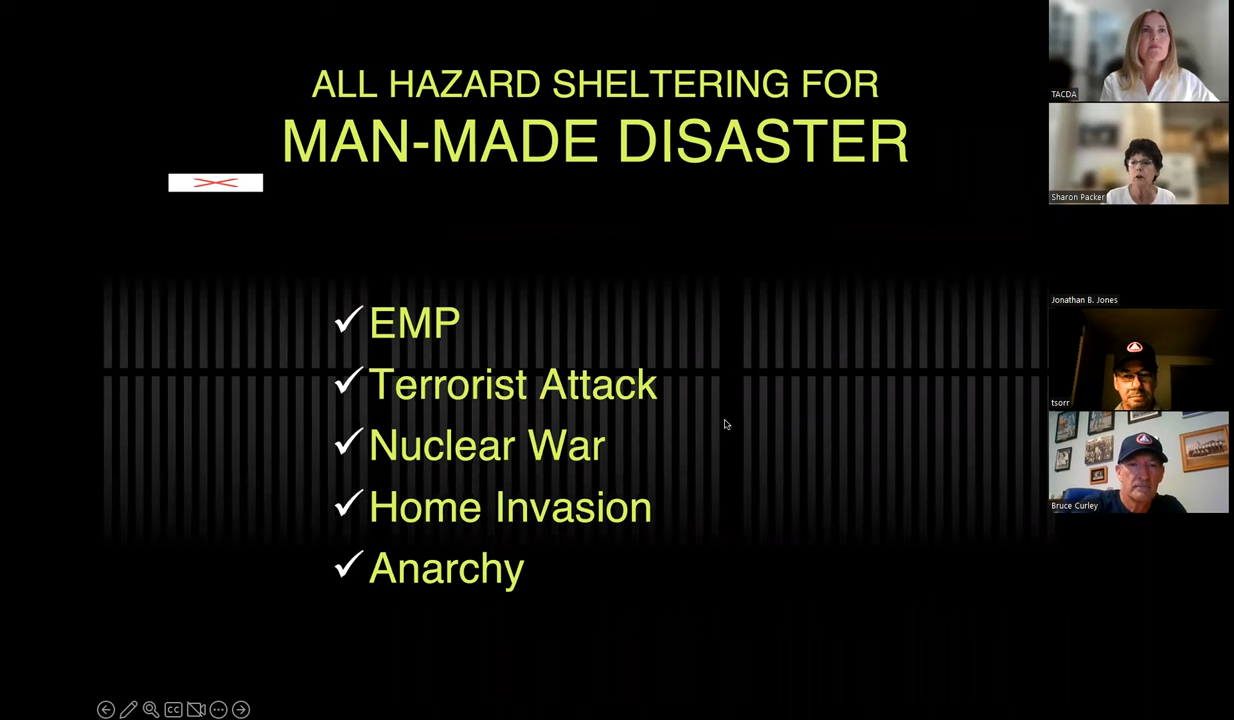 ALL HAZARD SHELTERING FOR
MAN-MADE DISASTER
✓EMP
✓Terrorist Attack
✓Nuclear War
✓Home Invasion
✓Anarchy
TACDA
Sharon Packer
Jonathan B. Jones
tsorr
Bruce Curley
CC